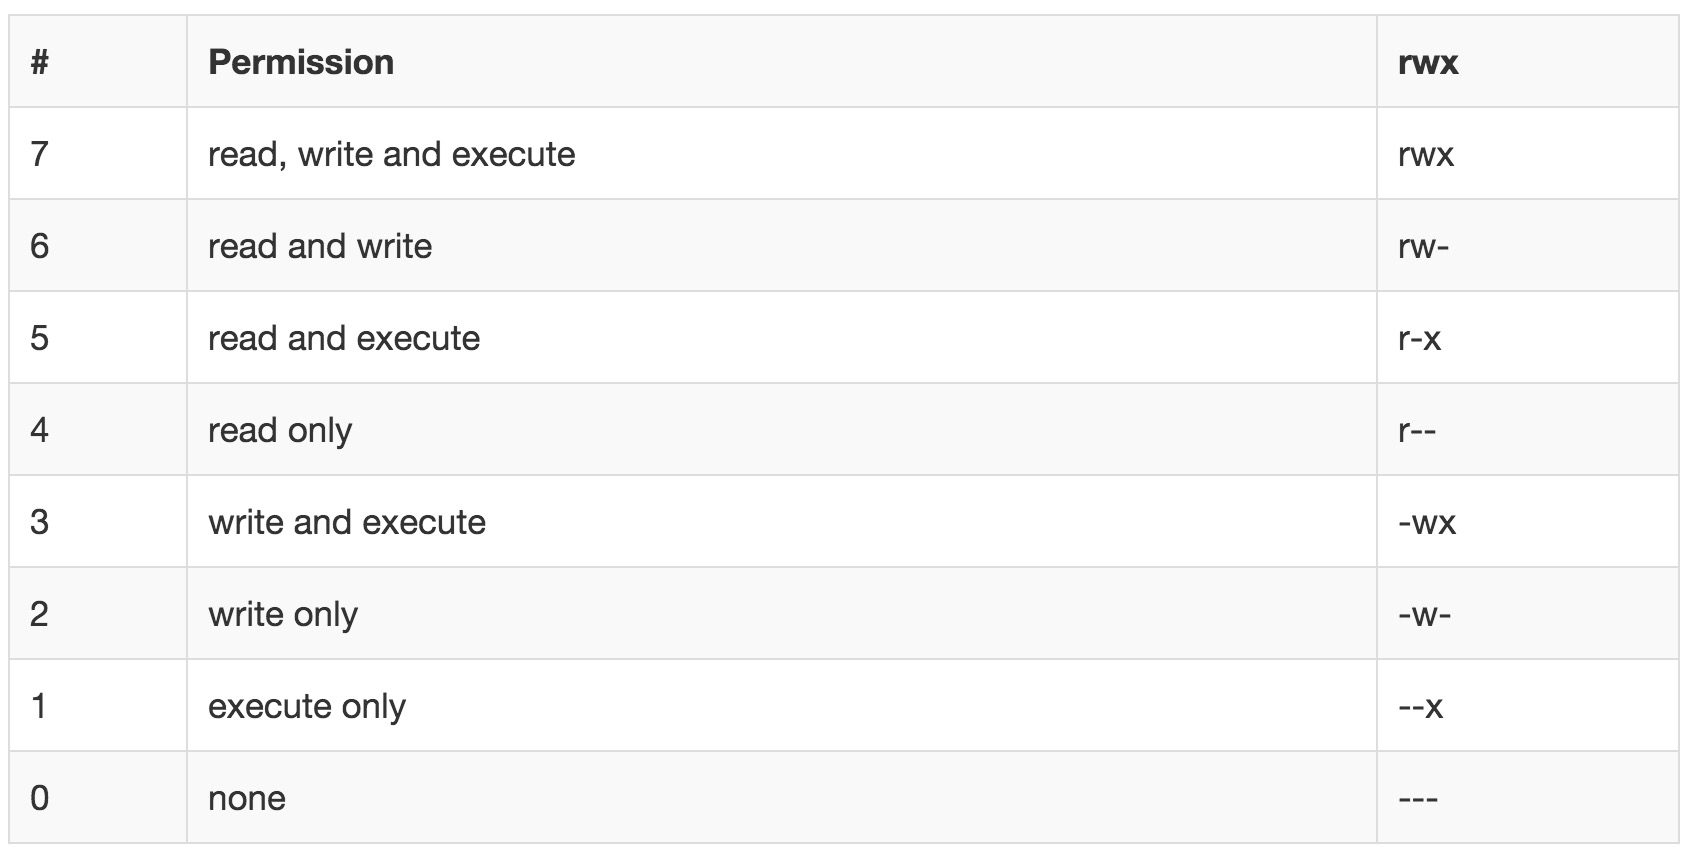 # Permission rwx
7 read, write and execute rwx
6 read and write rw-
5 read and execute r-x
4 read only r--
3 write and execute -wx
2 write only -w-
1 execute only --x
0 none ---